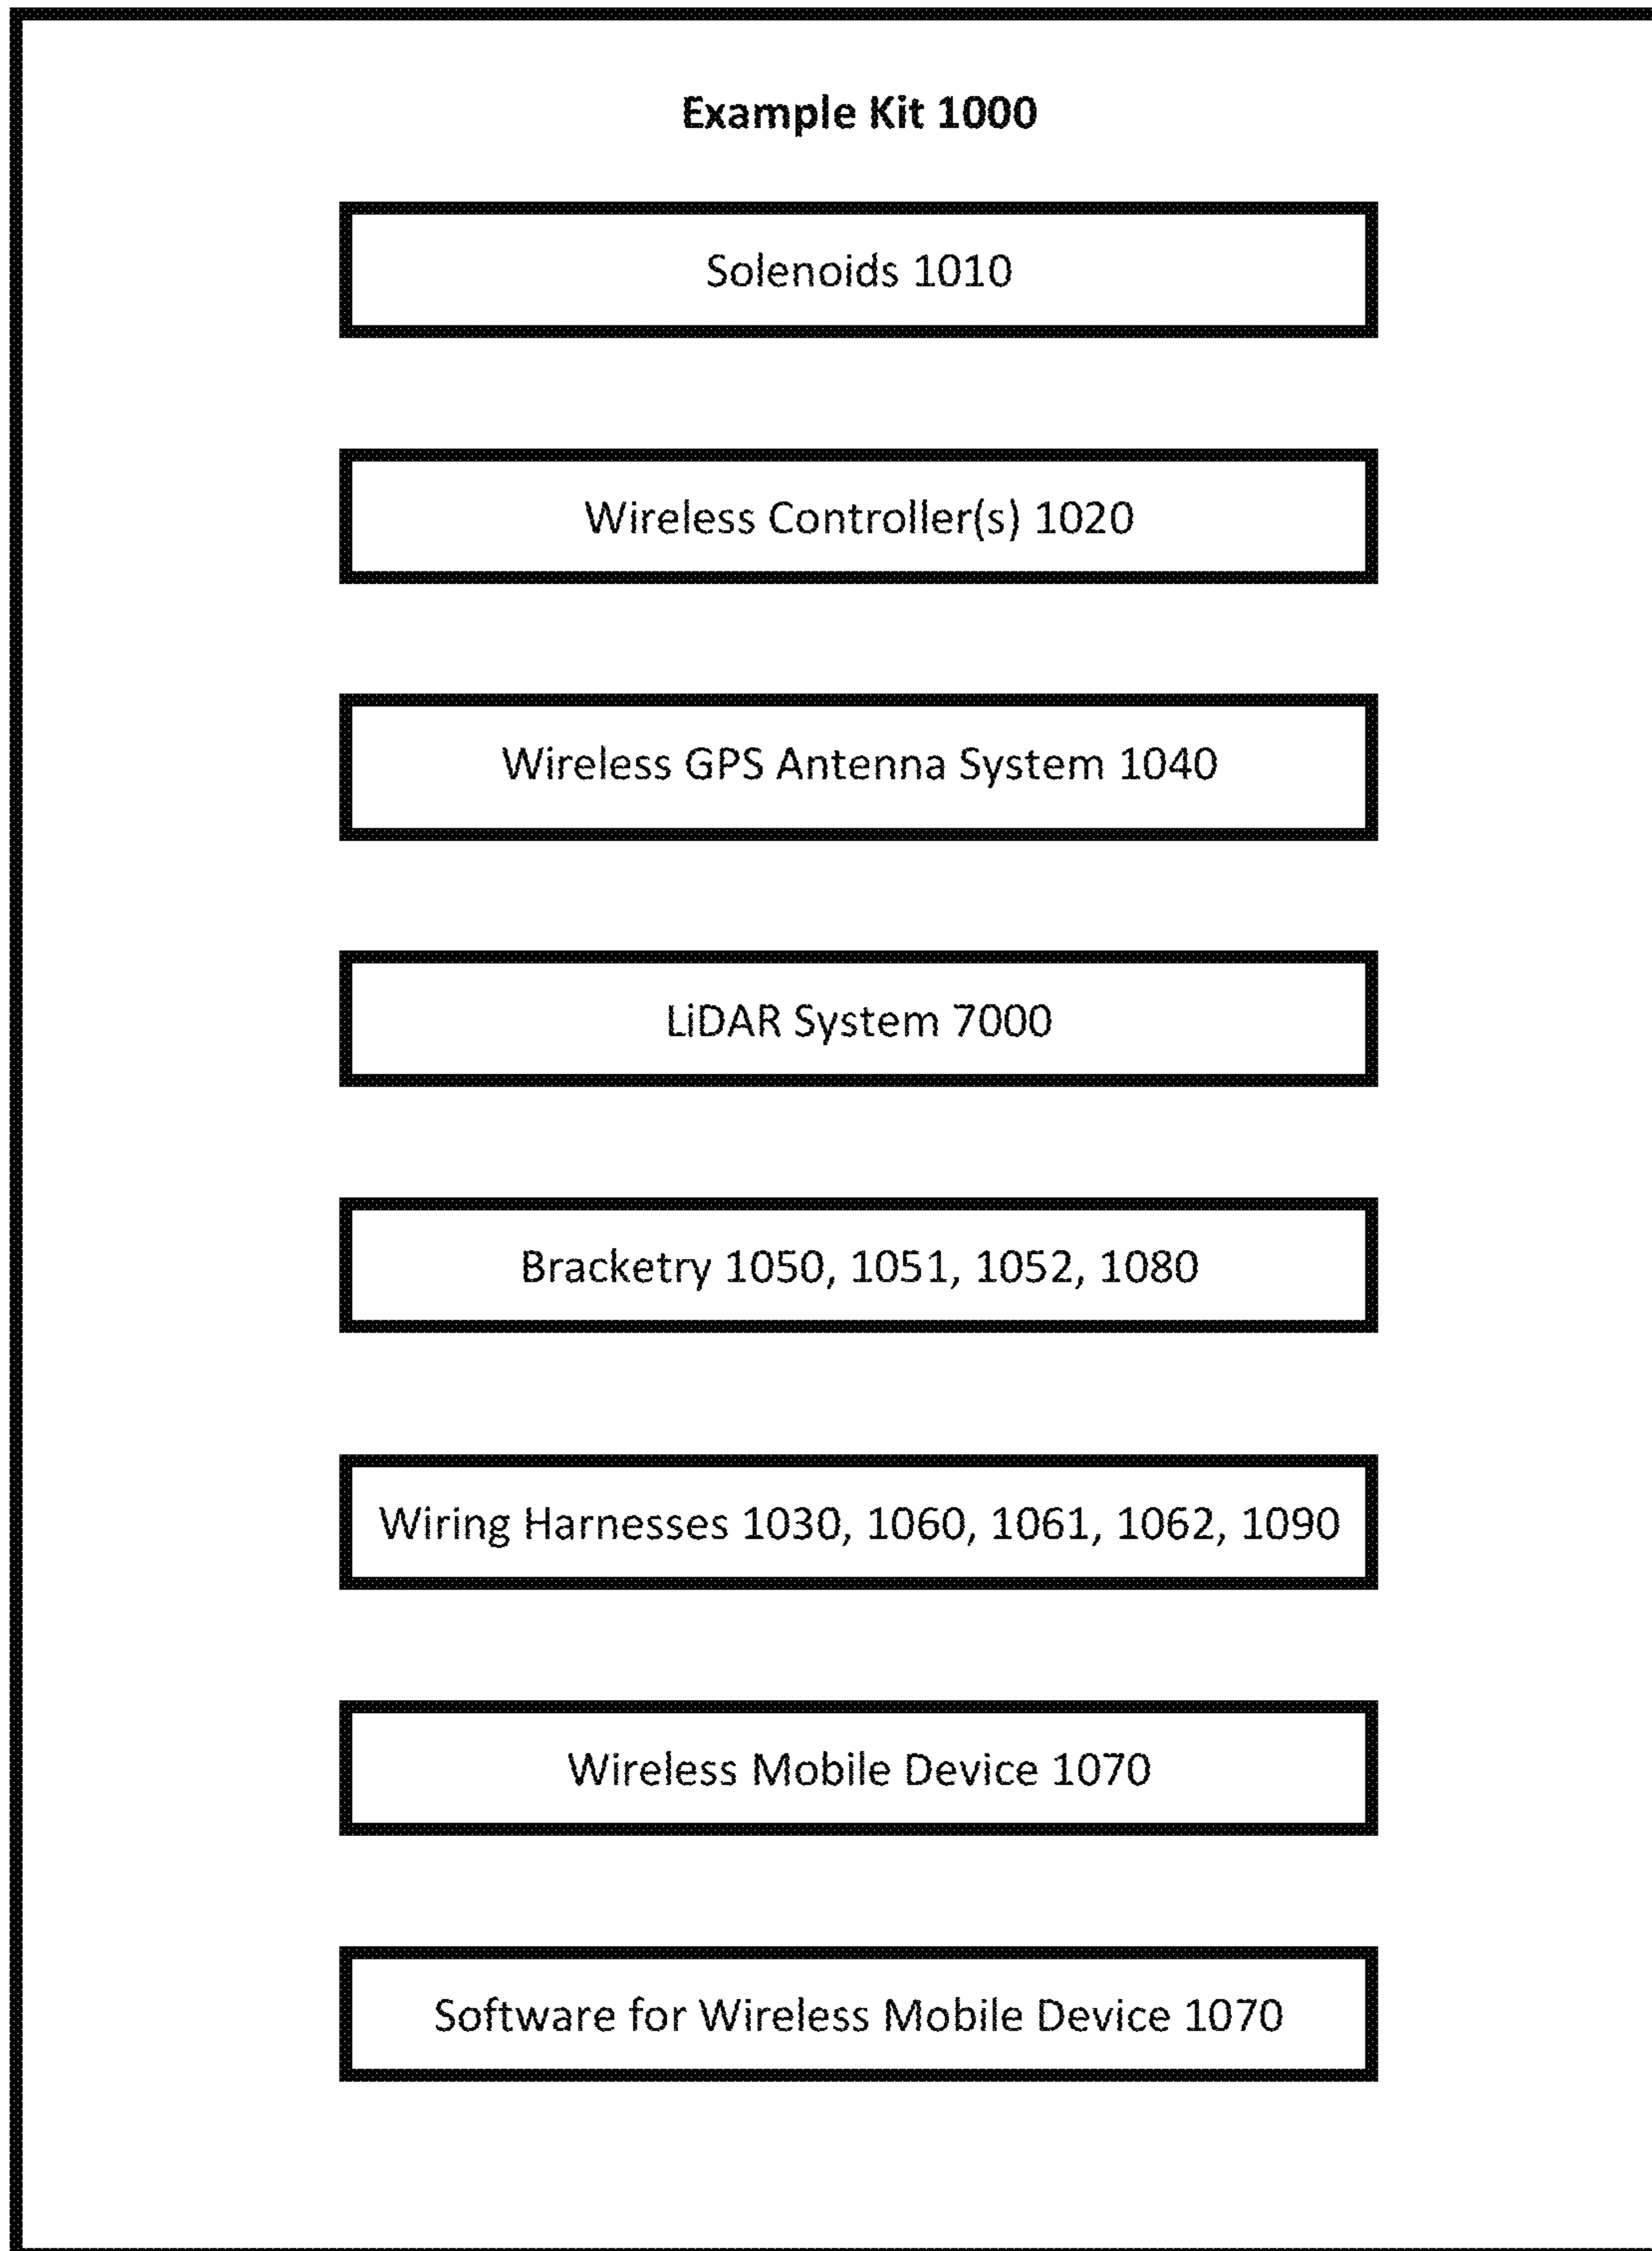 Example Kit 1000
Solenoids 1010
Wireless Controller(s) 1020
Wireless GPS Antenna System 1040
LiDAR System 7000
Bracketry 1050, 1051, 1052, 1080
Wiring Harnesses 1030, 1060, 1061, 1062, 1090
Wireless Mobile Device 1070
Software for Wireless Mobile Device 1070